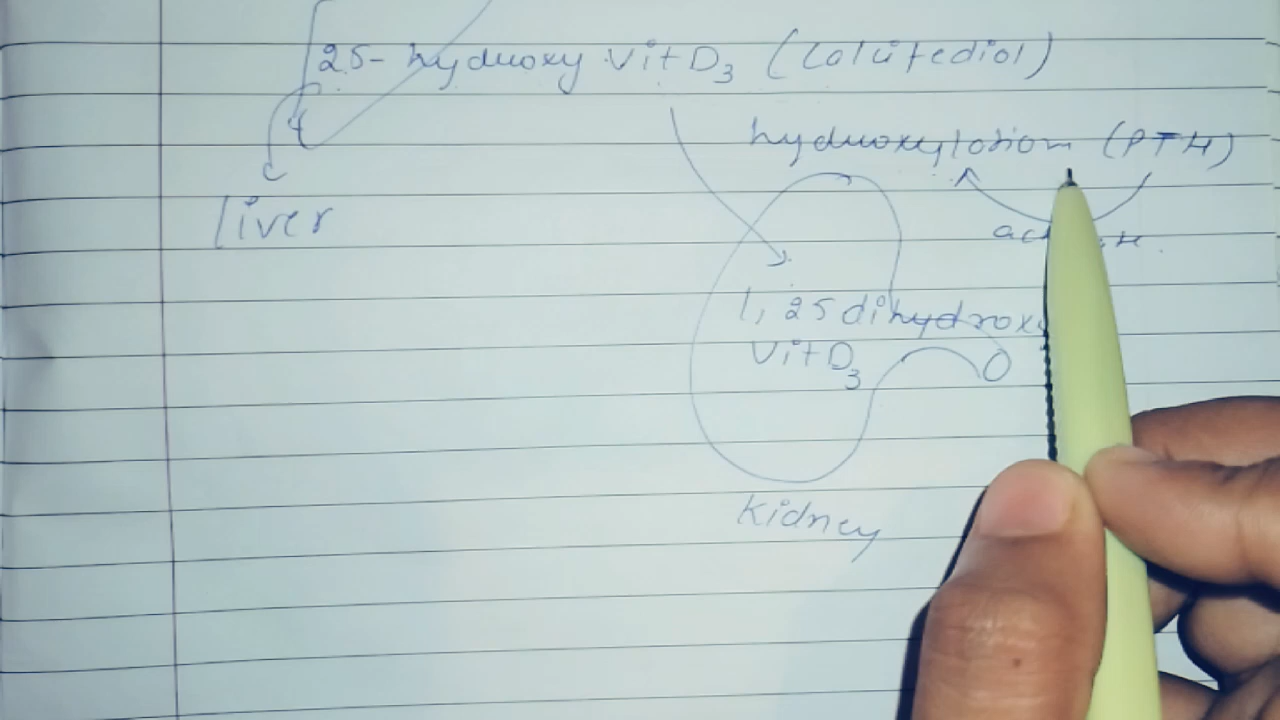 25-hydroxy Vit D3 (Calcifediol)
hydroxylation (PTH)
Liver
1, 25 dihydroxy
Vit D3
Kidney